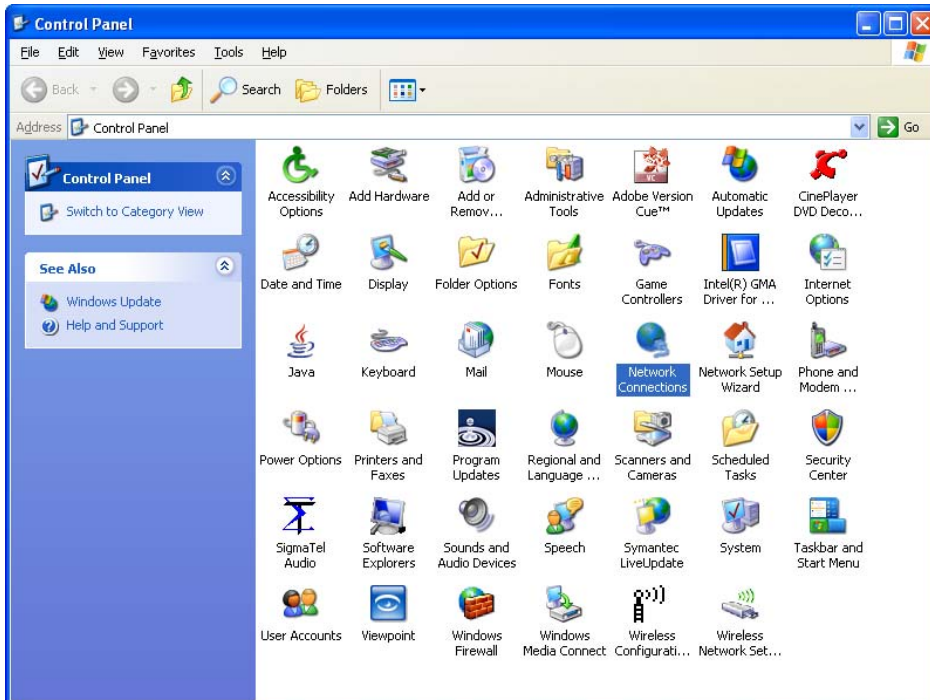 Control Panel
File Edit View Favorites Tools Help
Back Search Folders
Address Control Panel Go
Control Panel
Switch to Category View
See Also
Windows Update
Help and Support
Accessibility Options
Add Hardware
Add or Remov...
Administrative Tools
Adobe Version Cue™
Automatic Updates
CinePlayer DVD Deco...
Date and Time
Display
Folder Options
Fonts
Game Controllers
Intel(R) GMA Driver for ...
Internet Options
Java
Keyboard
Mail
Mouse
Network Connections
Network Setup Wizard
Phone and Modem ...
Power Options
Printers and Faxes
Program Updates
Regional and Language ...
Scanners and Cameras
Scheduled Tasks
Security Center
SigmaTel Audio
Software Explorers
Sounds and Audio Devices
Speech
Symantec LiveUpdate
System
Taskbar and Start Menu
User Accounts
Viewpoint
Windows Firewall
Windows Media Connect
Wireless Configurati...
Wireless Network Set...